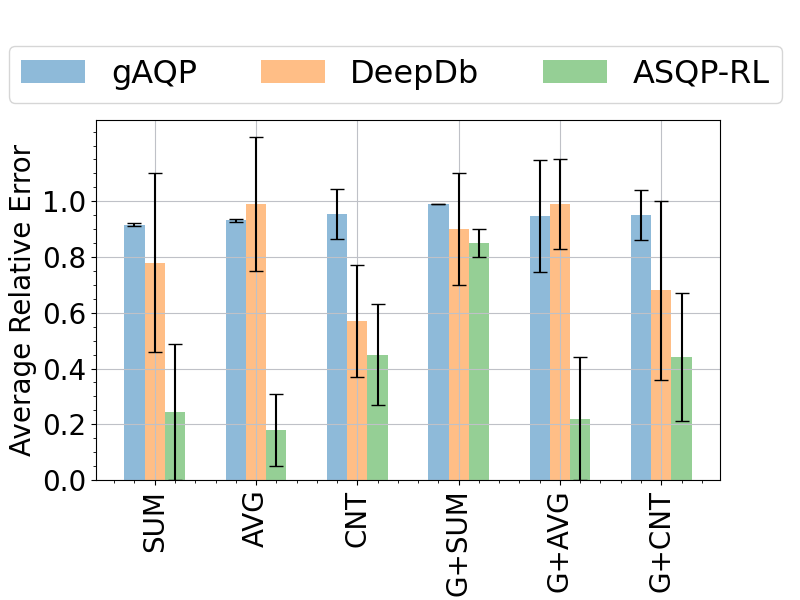 gAQP DeepDb ASQP-RL
Average Relative Error
1.0
0.8
0.6
0.4
0.2
0.0
SUM AVG CNT G+SUM G+AVG G+CNT